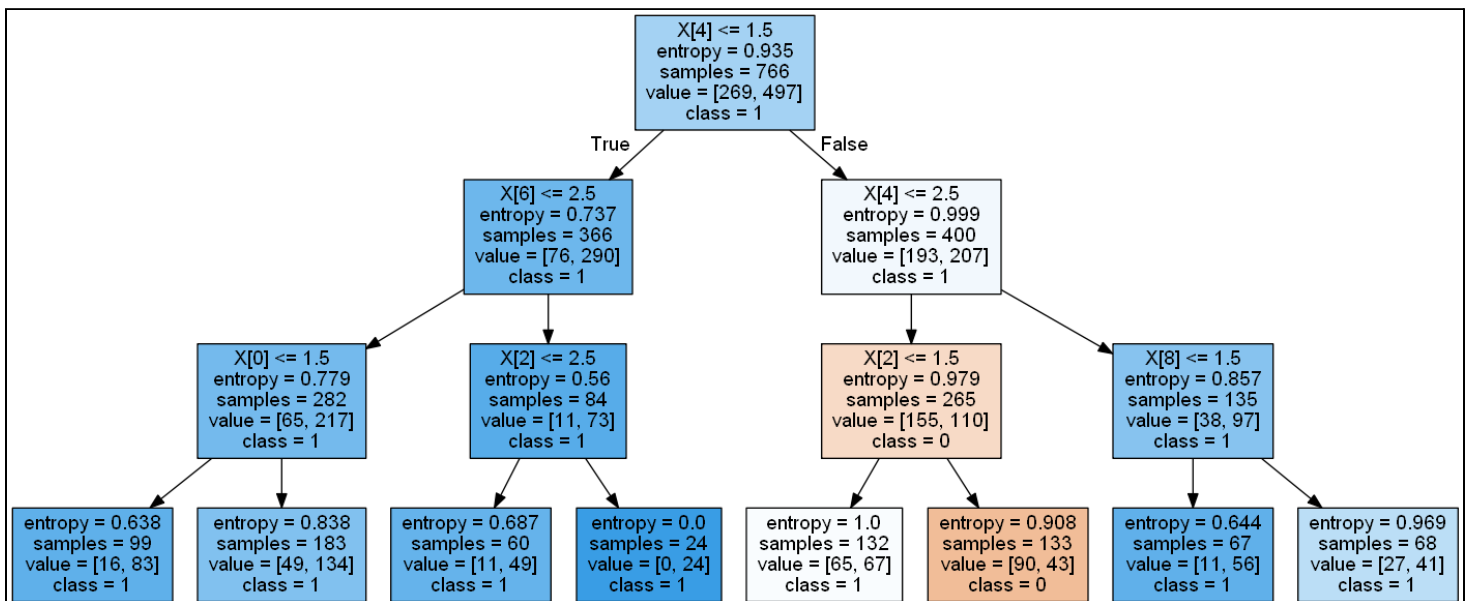 X[4] <= 1.5
entropy = 0.935
samples = 766
value = [269, 497]
class = 1
True
False
X[6] <= 2.5
entropy = 0.737
samples = 366
value = [76, 290]
class = 1
X[4] <= 2.5
entropy = 0.999
samples = 400
value = [193, 207]
class = 1
X[0] <= 1.5
entropy = 0.779
samples = 282
value = [65, 217]
class = 1
X[2] <= 2.5
entropy = 0.56
samples = 84
value = [11, 73]
class = 1
X[2] <= 1.5
entropy = 0.979
samples = 265
value = [155, 110]
class = 0
X[8] <= 1.5
entropy = 0.857
samples = 135
value = [38, 97]
class = 1
entropy = 0.638
samples = 99
value = [16, 83]
class = 1
entropy = 0.838
samples = 183
value = [49, 134]
class = 1
entropy = 0.687
samples = 60
value = [11, 49]
class = 1
entropy = 0.0
samples = 24
value = [0, 24]
class = 1
entropy = 1.0
samples = 132
value = [65, 67]
class = 1
entropy = 0.908
samples = 133
value = [90, 43]
class = 0
entropy = 0.644
samples = 67
value = [11, 56]
class = 1
entropy = 0.969
samples = 68
value = [27, 41]
class = 1